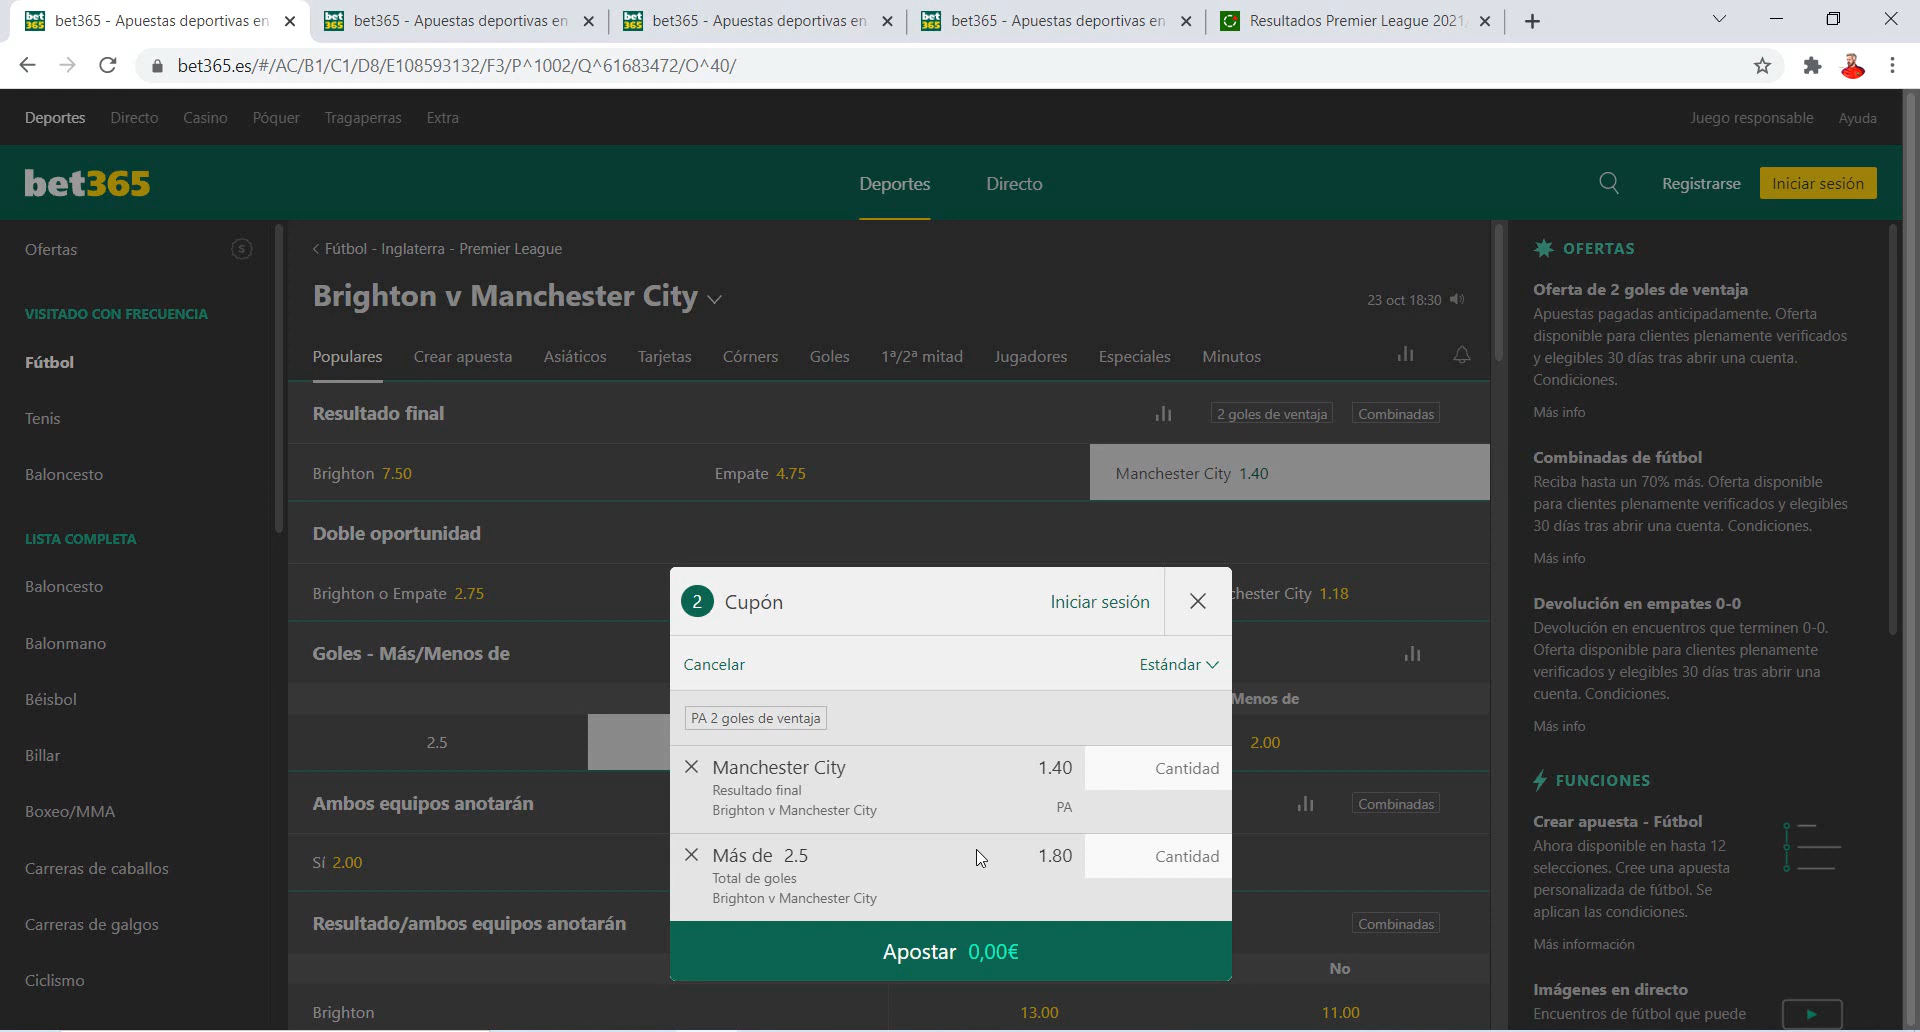 bet365 - Apuestas deportivas en
bet365 - Apuestas deportivas en
bet365 - Apuestas deportivas en
bet365 - Apuestas deportivas en
Resultados Premier League 2021
bet365.es/#/AC/B1/C1/D8/E108593132/F3/P^1002/Q^61683472/O^40/
Deportes Directo Casino Póquer Tragaperras Extra
Juego responsable Ayuda
bet365
Deportes Directo
Registrarse Iniciar sesión
Ofertas
VISITADO CON FRECUENCIA
Fútbol
Tenis
Baloncesto
LISTA COMPLETA
Baloncesto
Balonmano
Béisbol
Billar
Boxeo/MMA
Carreras de caballos
Carreras de galgos
Ciclismo
< Fútbol - Inglaterra - Premier League
Brighton v Manchester City
23 oct 18:30
Populares Crear apuesta Asiáticos Tarjetas Córners Goles 1ª/2ª mitad Jugadores Especiales Minutos
Resultado final
2 goles de ventaja Combinadas
Brighton 7.50 Empate 4.75 Manchester City 1.40
Doble oportunidad
Brighton o Empate 2.75
chester City 1.18
Goles - Más/Menos de
Menos de
2.5
2.00
Ambos equipos anotarán
Combinadas
Sí 2.00
Resultado/ambos equipos anotarán
Combinadas
No
Brighton 13.00 11.00
2 Cupón Iniciar sesión
Cancelar Estándar
PA 2 goles de ventaja
Manchester City 1.40 Cantidad
Resultado final
Brighton v Manchester City PA
Más de 2.5 1.80 Cantidad
Total de goles
Brighton v Manchester City
Apostar 0,00€
OFERTAS
Oferta de 2 goles de ventaja
Apuestas pagadas anticipadamente. Oferta
disponible para clientes plenamente verificados
y elegibles 30 días tras abrir una cuenta.
Condiciones.
Más info
Combinadas de fútbol
Reciba hasta un 70% más. Oferta disponible
para clientes plenamente verificados y elegibles
30 días tras abrir una cuenta. Condiciones.
Más info
Devolución en empates 0-0
Devolución en encuentros que terminen 0-0.
Oferta disponible para clientes plenamente
verificados y elegibles 30 días tras abrir una
cuenta. Condiciones.
Más info
FUNCIONES
Crear apuesta - Fútbol
Ahora disponible en hasta 12
selecciones. Cree una apuesta
personalizada de fútbol. Se
aplican las condiciones.
Más información
Imágenes en directo
Encuentros de fútbol que puede